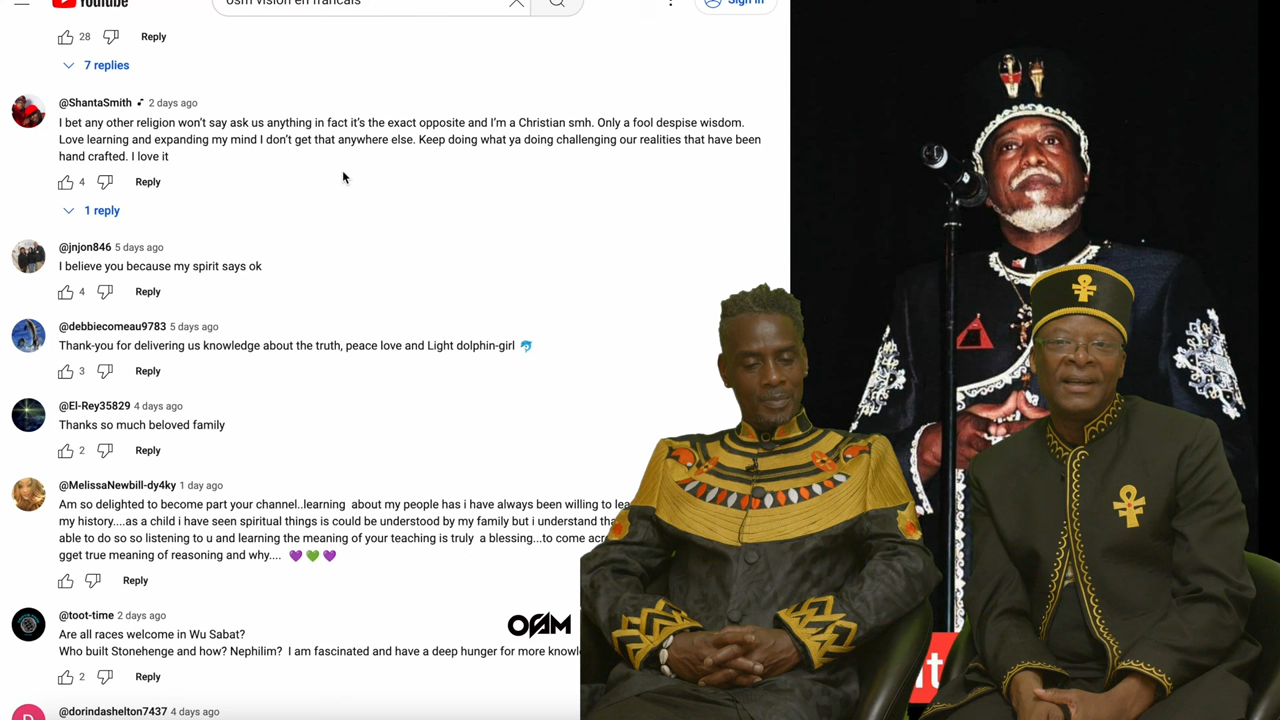 YouTube
osm vision en francais
Sign in
28 Reply
7 replies
@ShantaSmith 2 days ago
I bet any other religion won't say ask us anything in fact it's the exact opposite and I'm a Christian smh. Only a fool despise wisdom.
Love learning and expanding my mind I don't get that anywhere else. Keep doing what ya doing challenging our realities that have been
hand crafted. I love it
4 Reply
1 reply
@jnjon846 5 days ago
I believe you because my spirit says ok
4 Reply
@debbiecomeau9783 5 days ago
Thank-you for delivering us knowledge about the truth, peace love and Light dolphin-girl 🐬
3 Reply
@El-Rey35829 4 days ago
Thanks so much beloved family
2 Reply
@MelissaNewbill-dy4ky 1 day ago
Am so delighted to become part your channel..learning about my people has i have always been willing to
my history....as a child i have seen spiritual things is could be understood by my family but i understand
able to do so so listening to u and learning the meaning of your teaching is truly a blessing...to come
gget true meaning of reasoning and why.... 💜💚💜
Reply
@toot-time 2 days ago
OSM
Are all races welcome in Wu Sabat?
Who built Stonehenge and how? Nephilim? I am fascinated and have a deep hunger for more
2 Reply
@dorindashelton7437 4 days ago
D